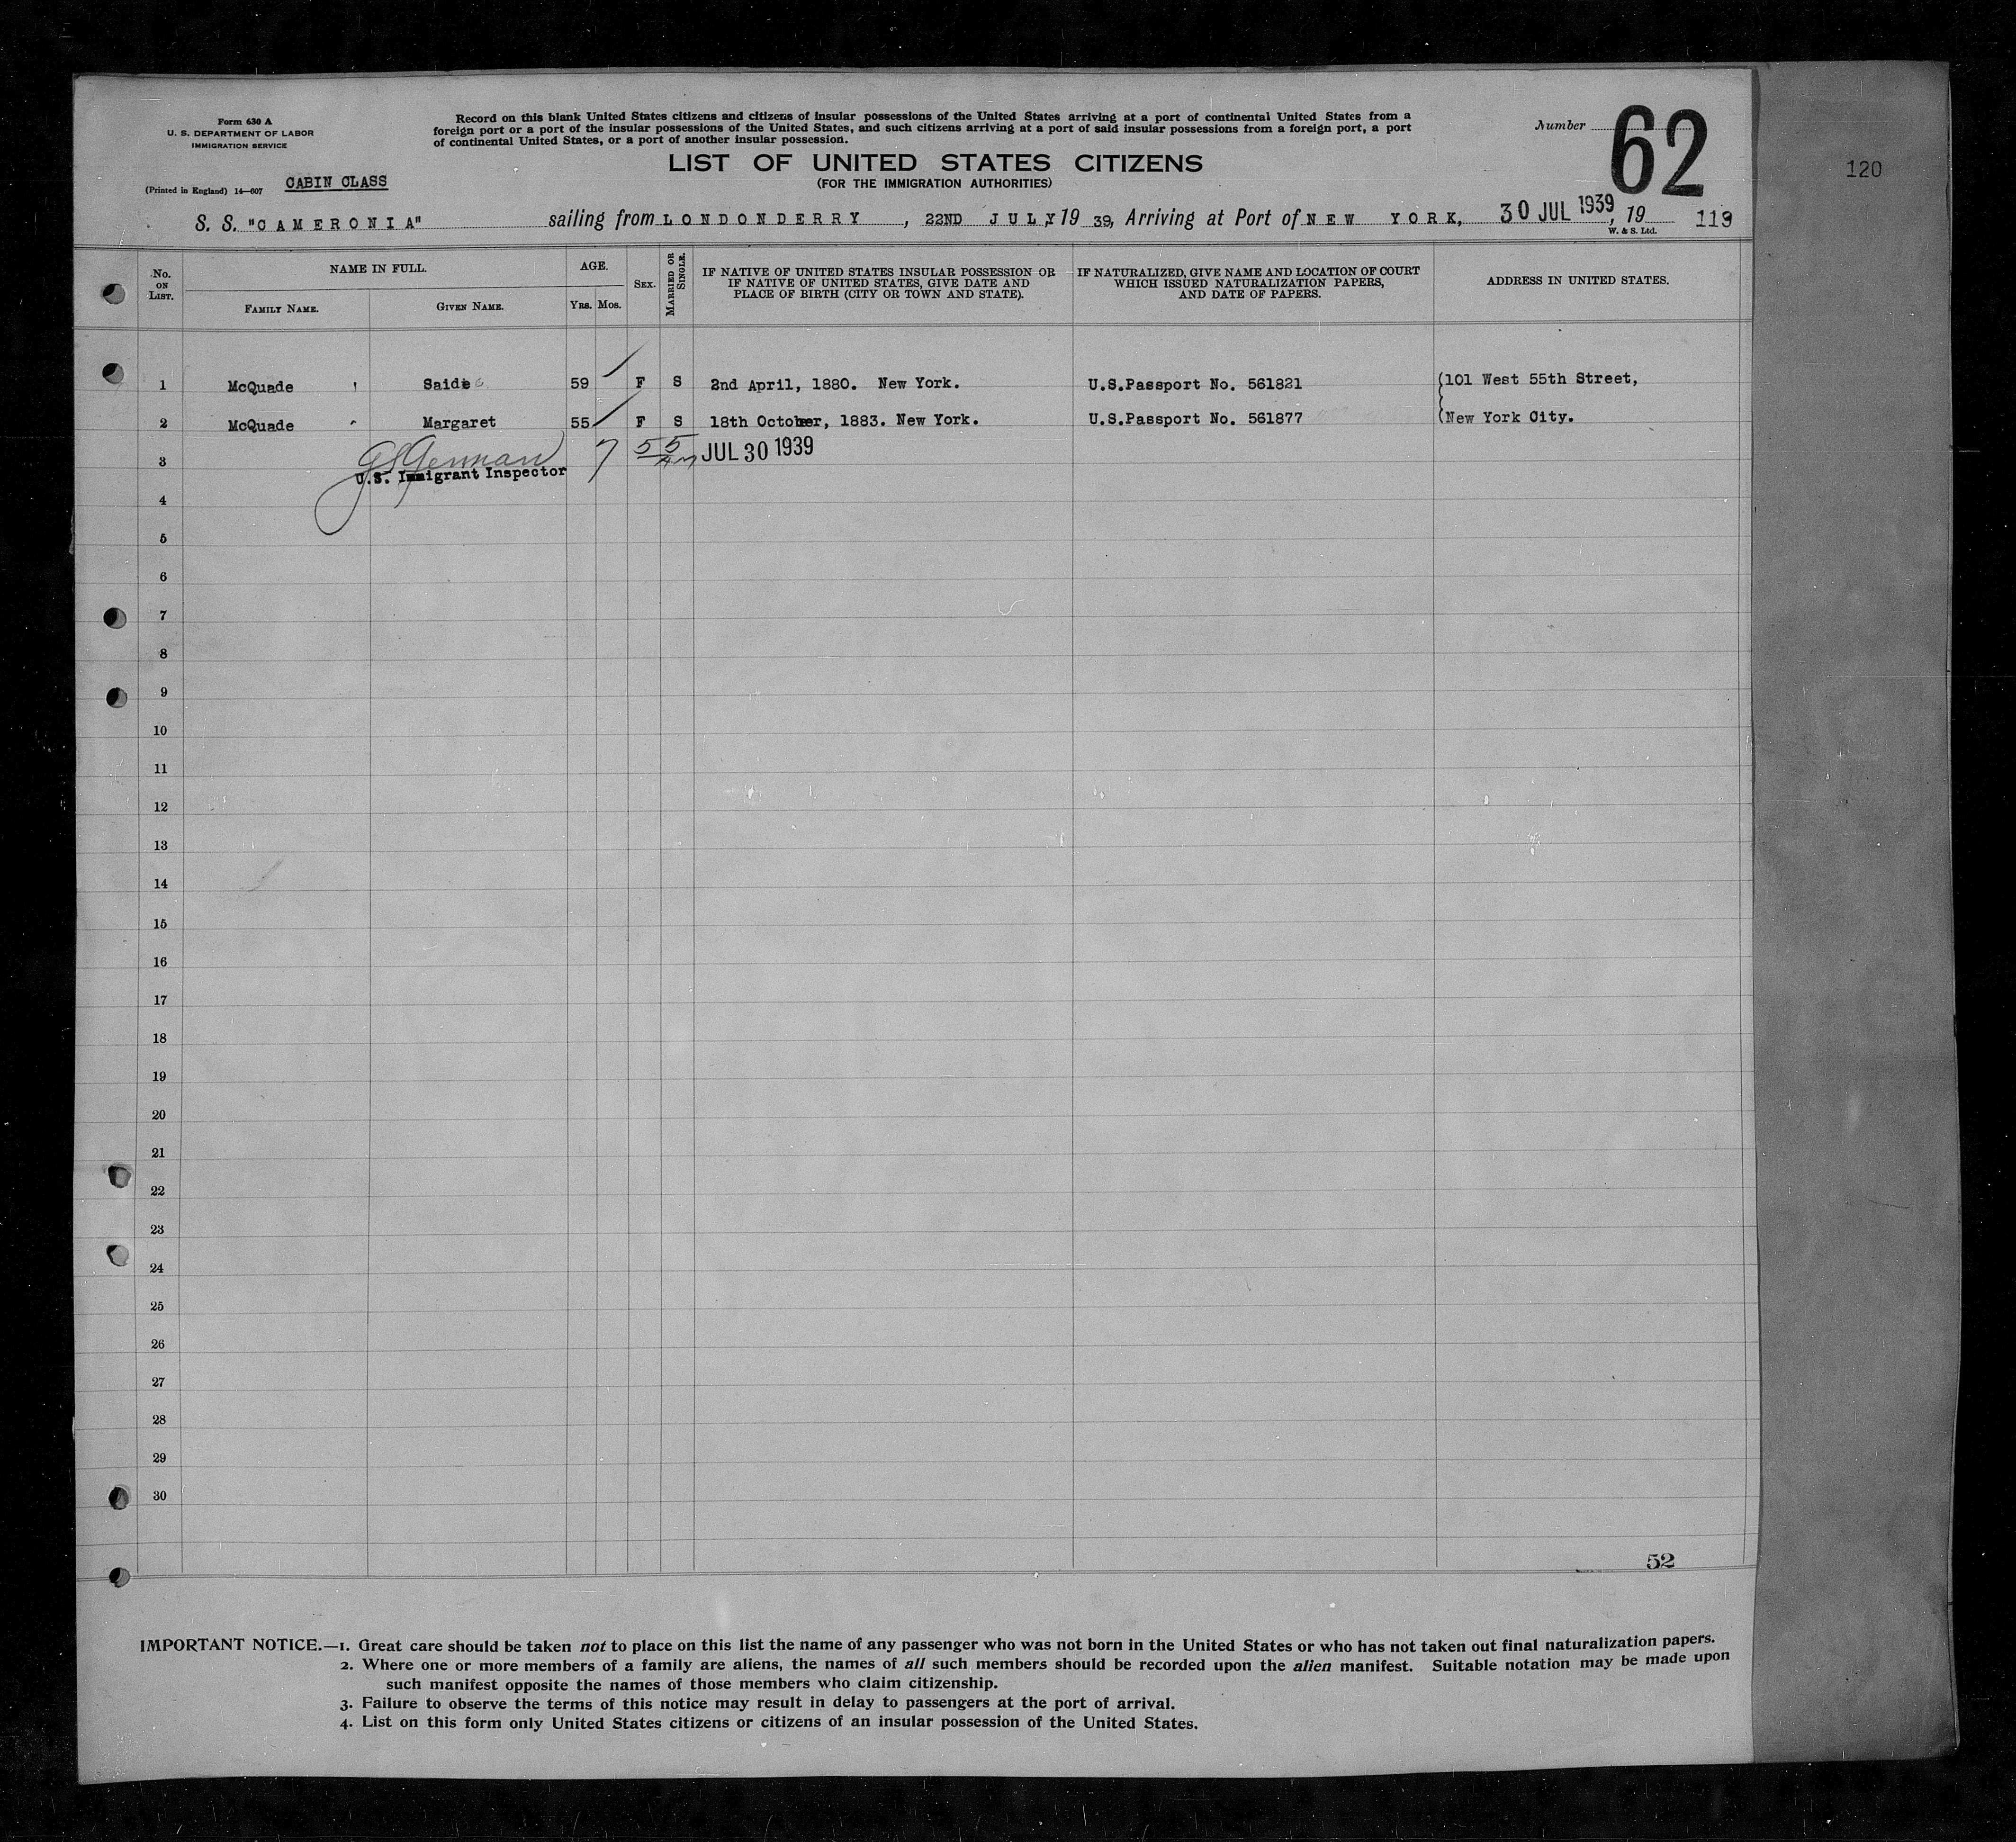 Form 630 A
U. S. DEPARTMENT OF LABOR
IMMIGRATION SERVICE
(Printed in England) 14—607
CABIN CLASS
Record on this blank United States citizens and citizens of insular possessions of the United States arriving at a port of continental United States from a
foreign port or a port of the insular possessions of the United States, and such citizens arriving at a port of said insular possessions from a foreign port, a port
of continental United States, or a port of another insular possession.
LIST OF UNITED STATES CITIZENS
(FOR THE IMMIGRATION AUTHORITIES)
Number 62
120
S. S. "CAMERONIA" sailing from LONDONDERRY, 22ND JULY, 19 39, Arriving at Port of NEW YORK, 30 JUL 1939, 19
W. & S. Ltd.
119
No. ON LIST.
NAME IN FULL.
FAMILY NAME.
GIVEN NAME.
AGE.
YRS. MOS.
SEX.
MARRIED OR SINGLE.
IF NATIVE OF UNITED STATES INSULAR POSSESSION OR
IF NATIVE OF UNITED STATES, GIVE DATE AND
PLACE OF BIRTH (CITY OR TOWN AND STATE).
IF NATURALIZED, GIVE NAME AND LOCATION OF COURT
WHICH ISSUED NATURALIZATION PAPERS,
AND DATE OF PAPERS.
ADDRESS IN UNITED STATES.
1 McQuade Saidie 59 F S 2nd April, 1880. New York. U.S.Passport No. 561821 (101 West 55th Street,
2 McQuade Margaret 55 F S 18th October, 1883. New York. U.S.Passport No. 561877 (New York City.
3 7 55 AM JUL 30 1939
U.S. Immigrant Inspector
4
5
6
7
8
9
10
11
12
13
14
15
16
17
18
19
20
21
22
23
24
25
26
27
28
29
30
52
IMPORTANT NOTICE.—1. Great care should be taken not to place on this list the name of any passenger who was not born in the United States or who has not taken out final naturalization papers.
2. Where one or more members of a family are aliens, the names of all such members should be recorded upon the alien manifest. Suitable notation may be made upon
such manifest opposite the names of those members who claim citizenship.
3. Failure to observe the terms of this notice may result in delay to passengers at the port of arrival.
4. List on this form only United States citizens or citizens of an insular possession of the United States.